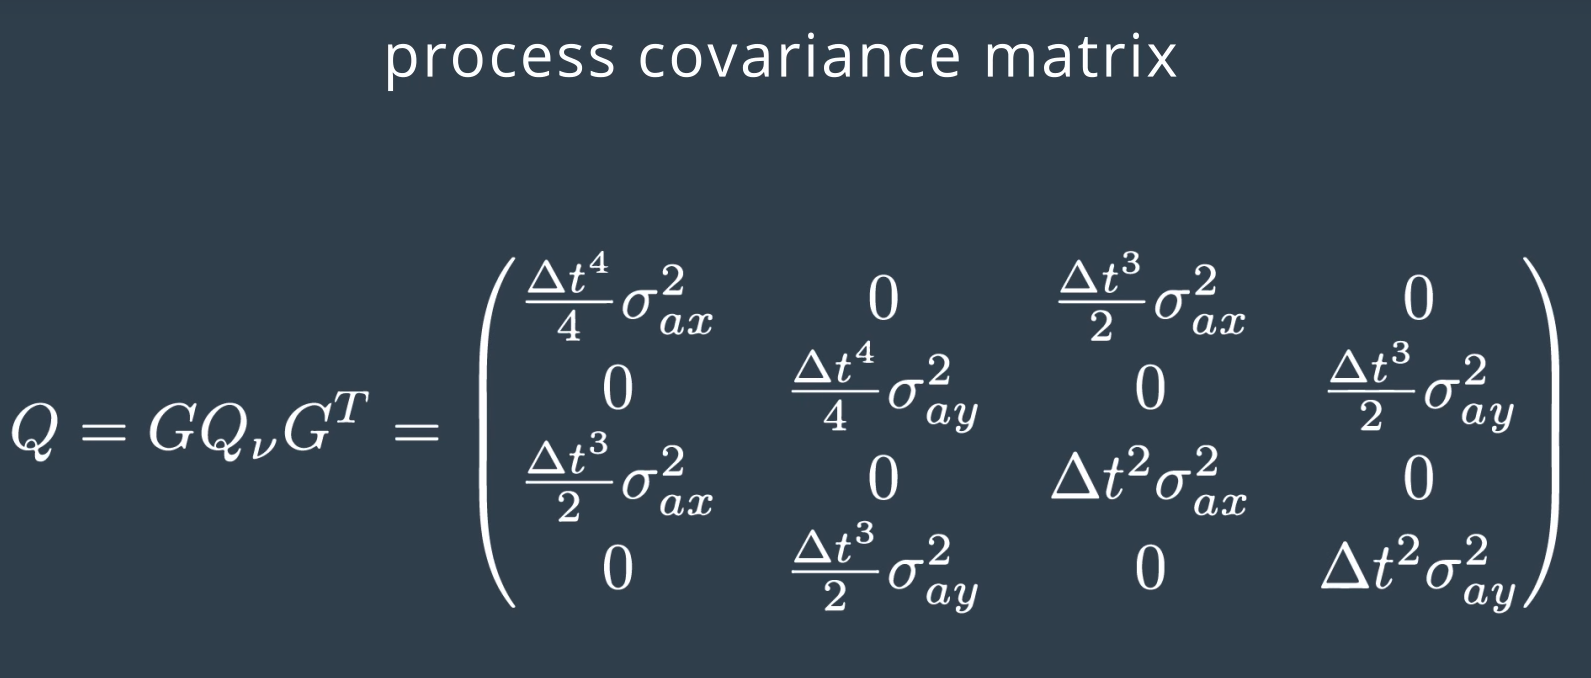 process covariance matrix
$Q = GQ_{\nu}G^{T} = \begin{pmatrix} \frac{\Delta t^4}{4}\sigma_{ax}^2 & 0 & \frac{\Delta t^3}{2}\sigma_{ax}^2 & 0 \\ 0 & \frac{\Delta t^4}{4}\sigma_{ay}^2 & 0 & \frac{\Delta t^3}{2}\sigma_{ay}^2 \\ \frac{\Delta t^3}{2}\sigma_{ax}^2 & 0 & \Delta t^2\sigma_{ax}^2 & 0 \\ 0 & \frac{\Delta t^3}{2}\sigma_{ay}^2 & 0 & \Delta t^2\sigma_{ay}^2 \end{pmatrix}$